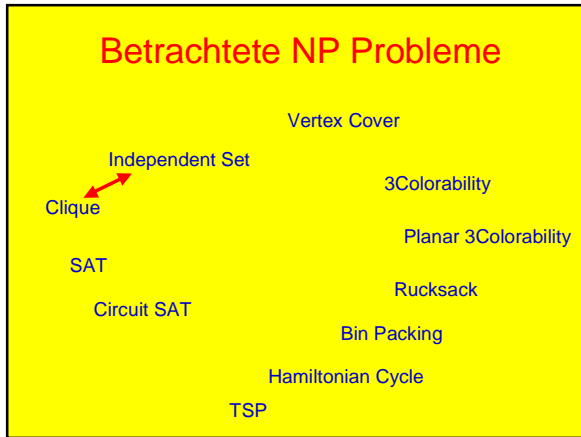 Betrachtete NP Probleme
Vertex Cover
Independent Set
3Colorability
Clique
Planar 3Colorability
SAT
Rucksack
Circuit SAT
Bin Packing
Hamiltonian Cycle
TSP